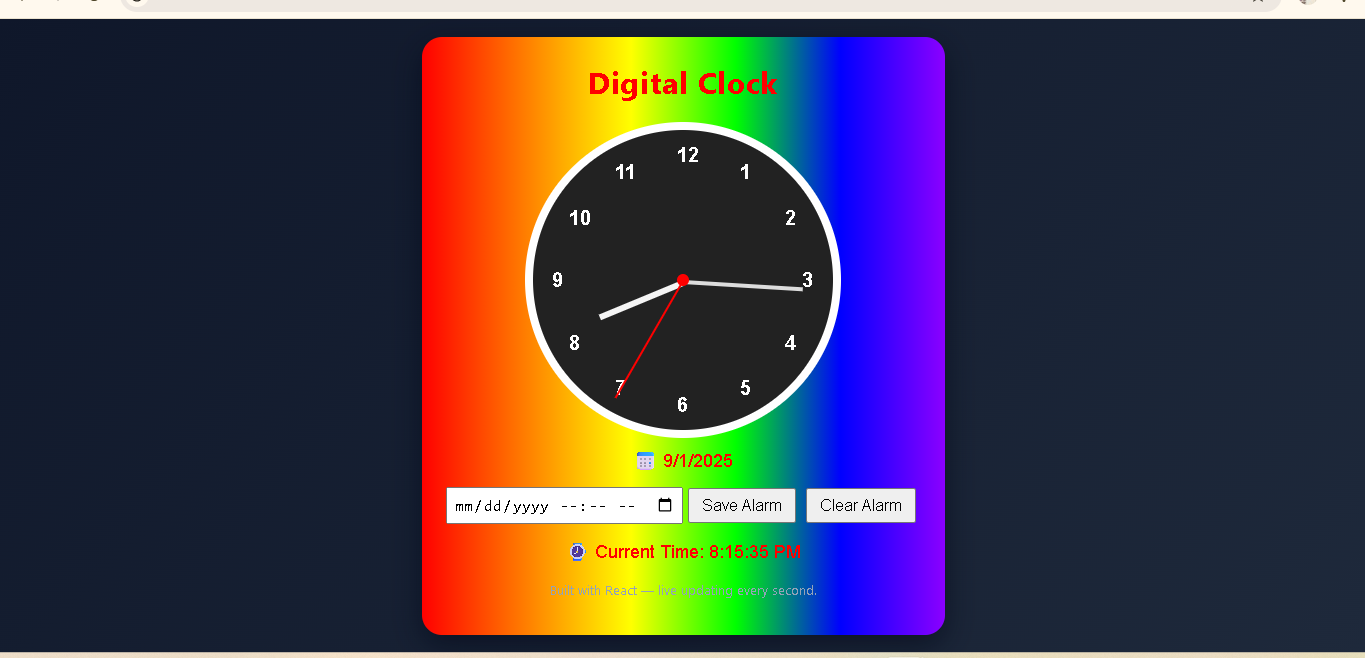 Digital Clock
12
11 1
10 2
9 3
8 4
7 5
6
9/1/2025
mm/dd/yyyy --:-- -- Save Alarm Clear Alarm
Current Time: 8:15:35 PM
Built with React — live updating every second.